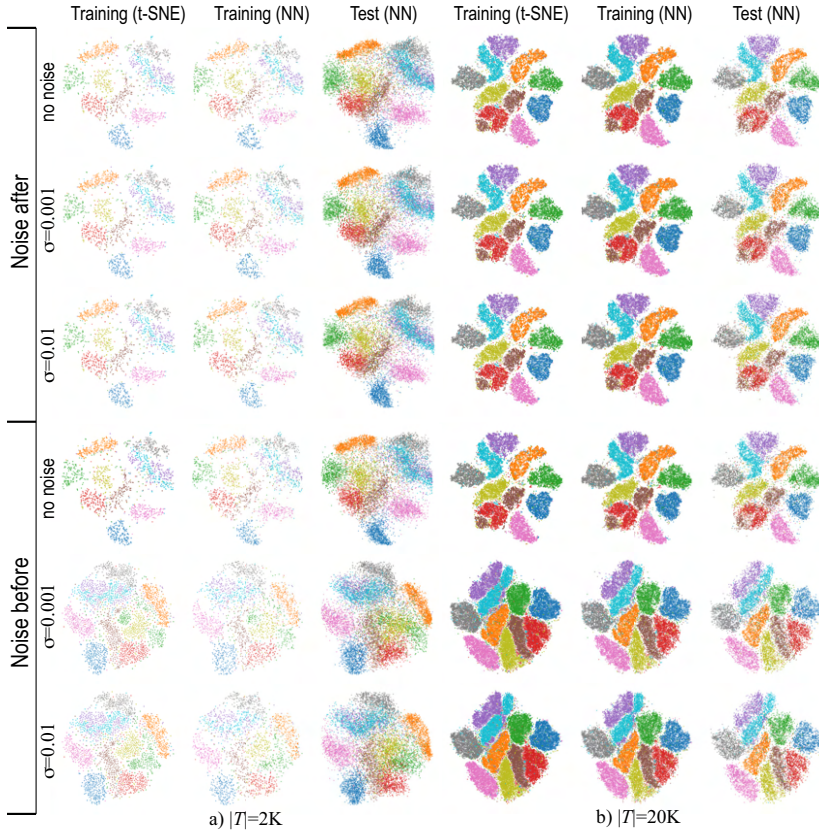 Training (t-SNE) Training (NN) Test (NN) Training (t-SNE) Training (NN) Test (NN)
Noise after
no noise
σ=0.001
σ=0.01
Noise before
no noise
σ=0.001
σ=0.01
a) |T|=2K b) |T|=20K